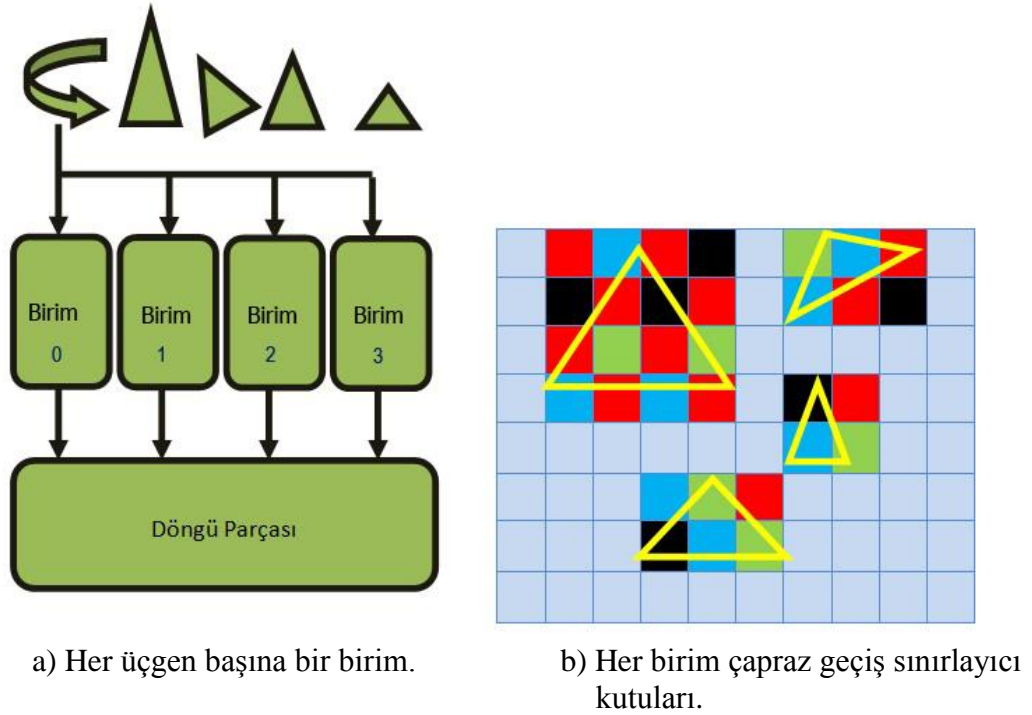 Birim
0
Birim
1
Birim
2
Birim
3
Döngü Parçası
a) Her üçgen başına bir birim.
b) Her birim çapraz geçiş sınırlayıcı
kutuları.